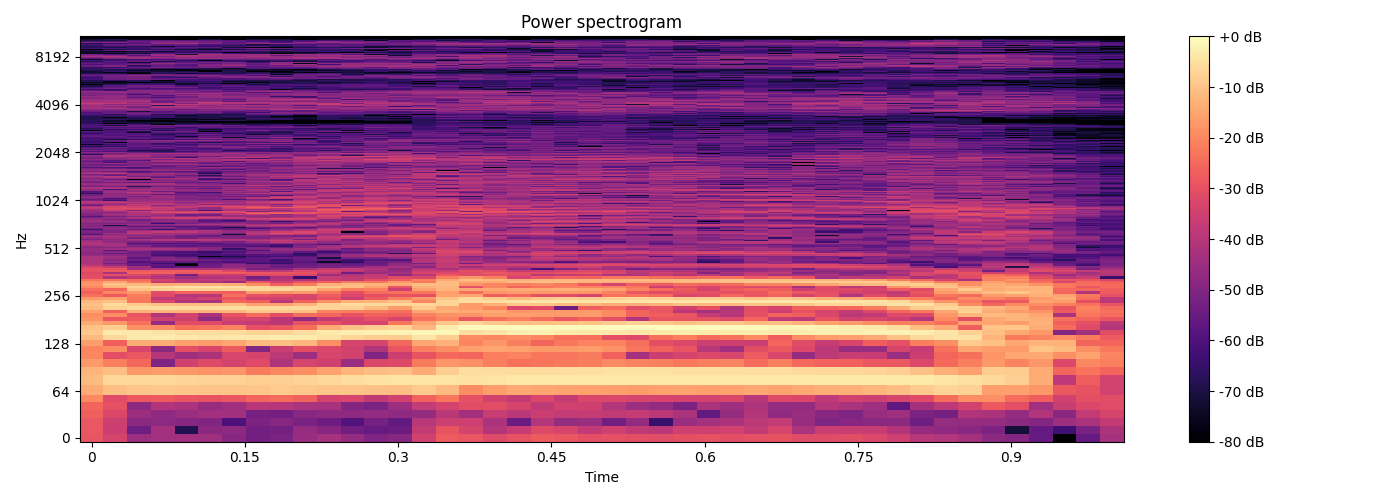 Power spectrogram
Hz
8192
4096
2048
1024
512
256
128
64
0
0 0.15 0.3 0.45 0.6 0.75 0.9
Time
+0 dB
-10 dB
-20 dB
-30 dB
-40 dB
-50 dB
-60 dB
-70 dB
-80 dB